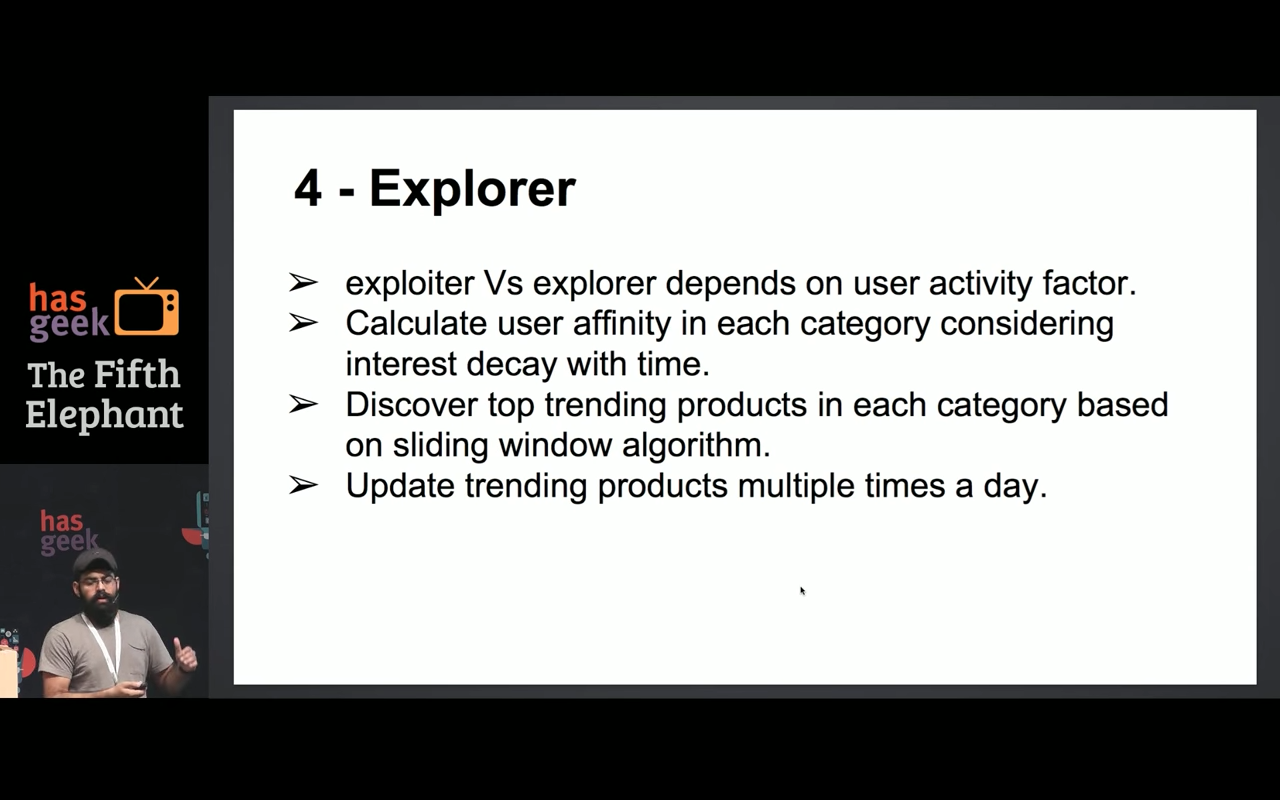 4 - Explorer
➢ exploiter Vs explorer depends on user activity factor.
➢ Calculate user affinity in each category considering
interest decay with time.
➢ Discover top trending products in each category based
on sliding window algorithm.
➢ Update trending products multiple times a day.
has
geek
The Fifth
Elephant
has
geek